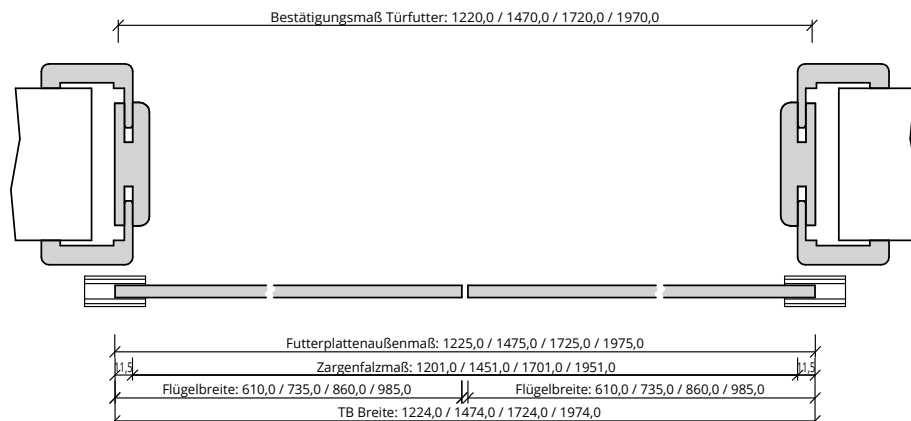 Bestätigungsmaß Türfutter: 1220,0 / 1470,0 / 1720,0 / 1970,0
Futterplattenaußenmaß: 1225,0 / 1475,0 / 1725,0 / 1975,0
11,5 Zargenfalzmaß: 1201,0 / 1451,0 / 1701,0 / 1951,0 11,5
Flügelbreite: 610,0 / 735,0 / 860,0 / 985,0 Flügelbreite: 610,0 / 735,0 / 860,0 / 985,0
TB Breite: 1224,0 / 1474,0 / 1724,0 / 1974,0